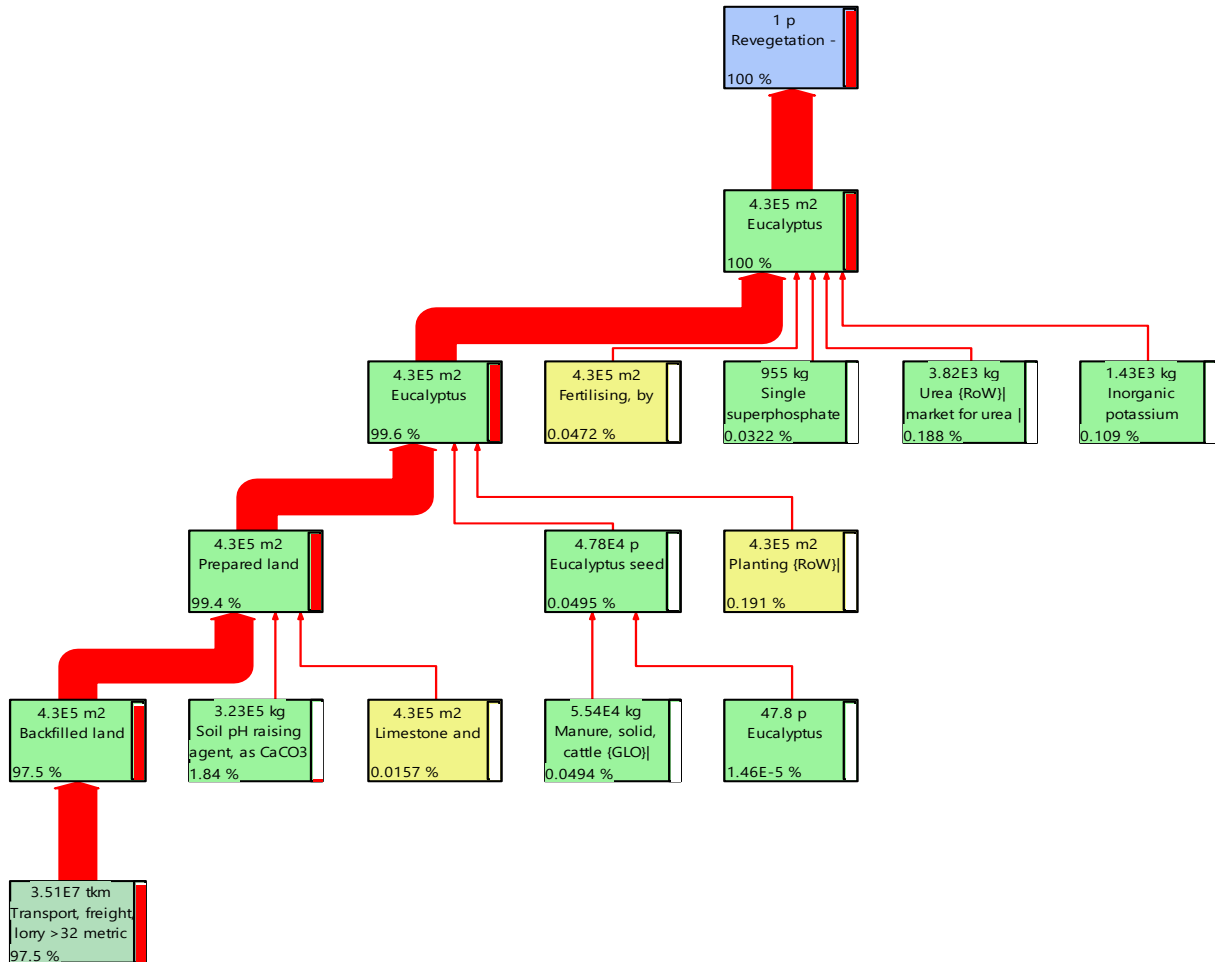 1 p
Revegetation -
100 %
4.3E5 m2
Eucalyptus
100 %
4.3E5 m2
Eucalyptus
99.6 %
4.3E5 m2
Fertilising, by
0.0472 %
955 kg
Single
superphosphate
0.0322 %
3.82E3 kg
Urea {RoW}|
market for urea |
0.188 %
1.43E3 kg
Inorganic
potassium
0.109 %
4.3E5 m2
Prepared land
99.4 %
4.78E4 p
Eucalyptus seed
0.0495 %
4.3E5 m2
Planting {RoW}|
0.191 %
4.3E5 m2
Backfilled land
97.5 %
3.23E5 kg
Soil pH raising
agent, as CaCO3
1.84 %
4.3E5 m2
Limestone and
0.0157 %
5.54E4 kg
Manure, solid,
cattle {GLO}|
0.0494 %
47.8 p
Eucalyptus
1.46E-5 %
3.51E7 tkm
Transport, freight,
lorry >32 metric
97.5 %